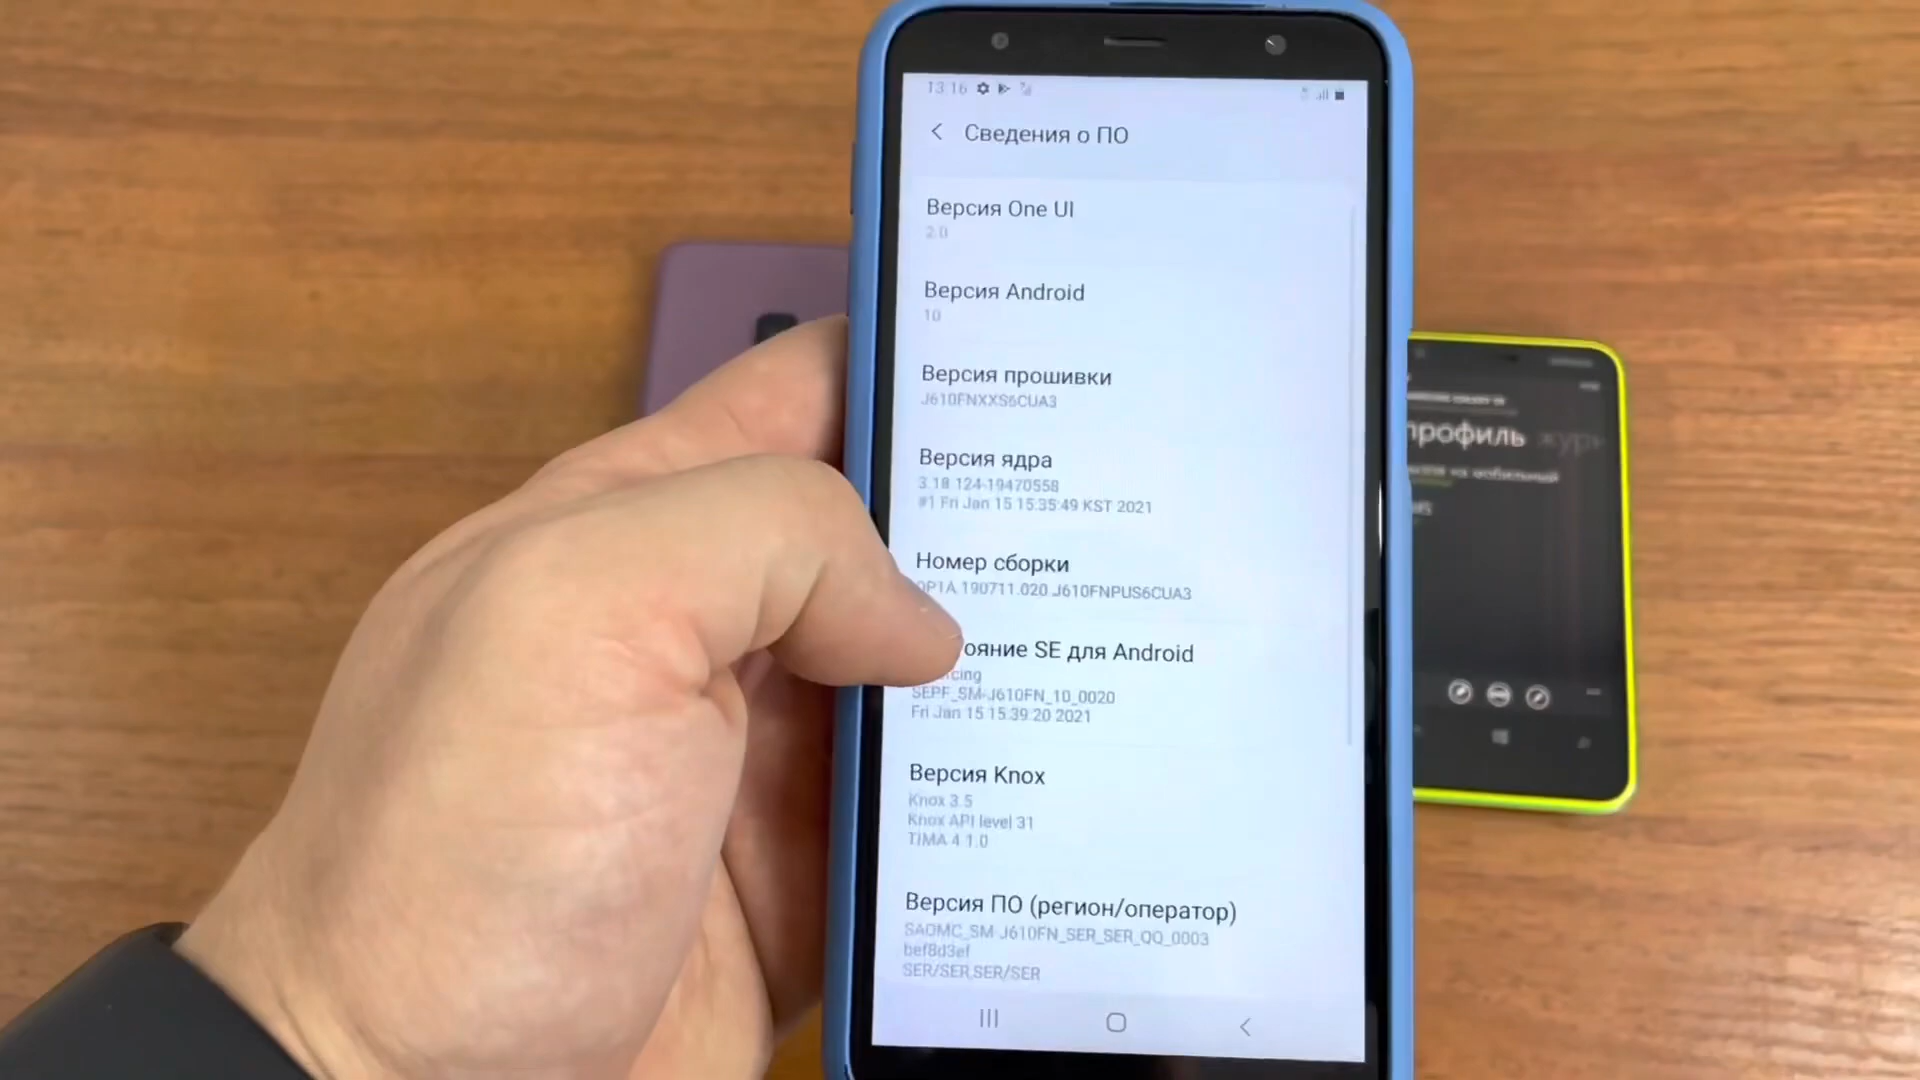 13:16
Сведения о ПО
Версия One UI
2.0
Версия Android
10
Версия прошивки
J610FNXXS6CUA3
Версия ядра
3.18.124-19470558
#1 Fri Jan 15 15:35:49 KST 2021
Номер сборки
190711.020.J610FNPUS6CUA3
SE для Android
SEPF_SM-J610FN_10_0020
Fri Jan 15 15:39:20 2021
Версия Knox
Knox 3.5
Knox API level 31
TIMA 4.1.0
Версия ПО (регион/оператор)
SAOMC_SM-J610FN_SER_SER_QQ_0003
bef8d3ef
SER/SER,SER/SER
профиль
на мобильный